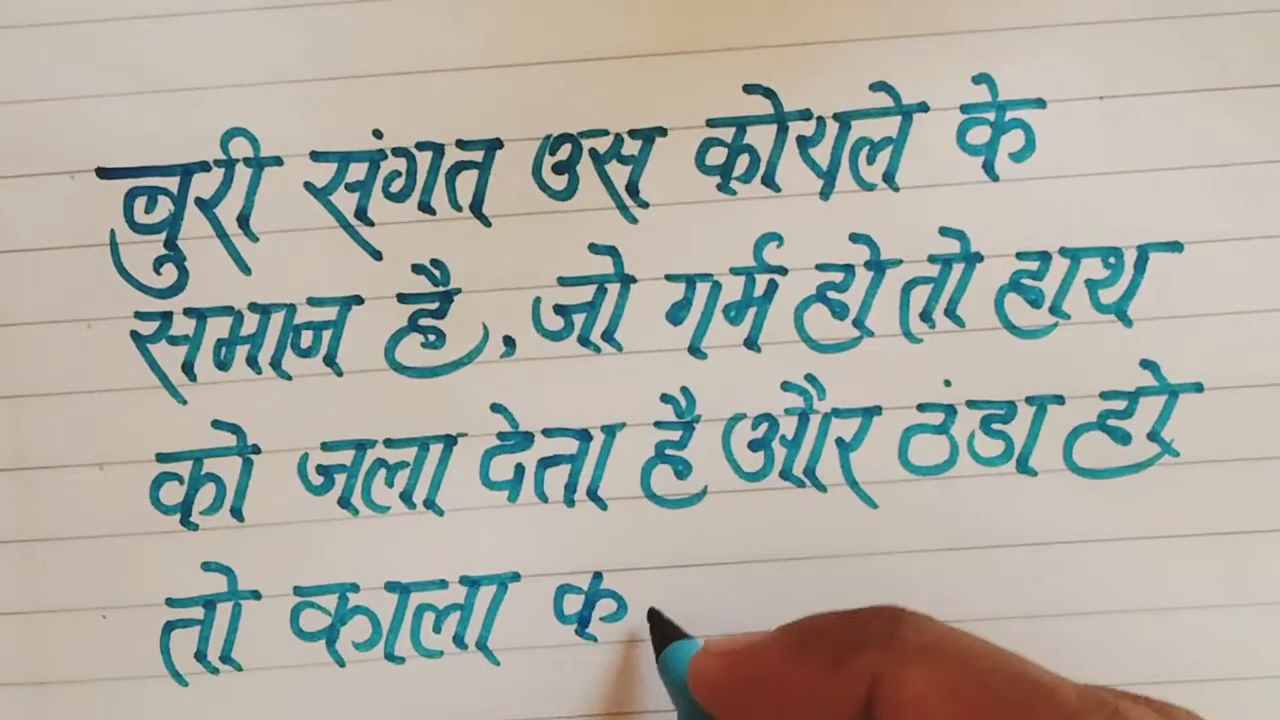 बुरी संगत उस कोयले के
समान है, जो गर्म हो तो हाथ
को जला देता है और ठंडा हो
तो काला क